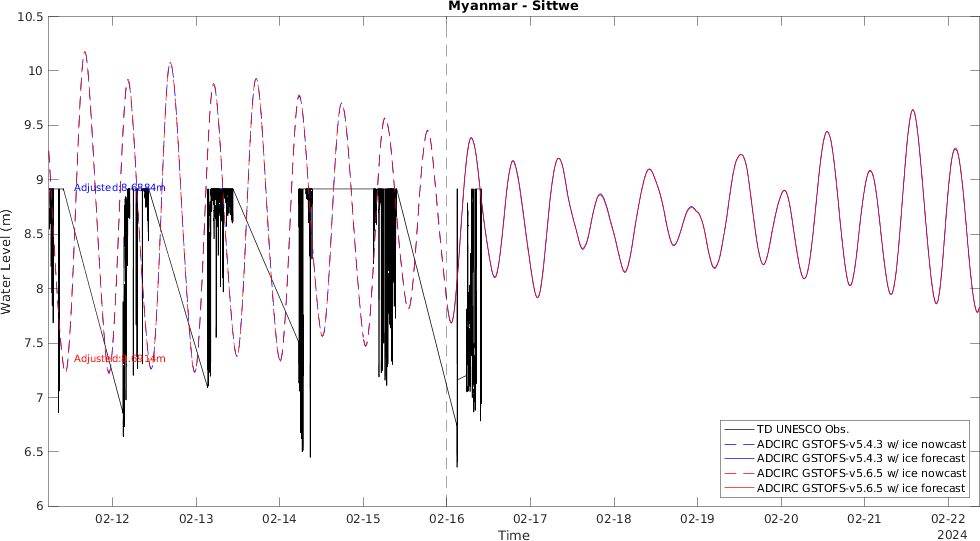 Myanmar - Sittwe
10.5
10
9.5
9
8.5
8
7.5
7
6.5
6
Water Level (m)
Adjusted:8.6884m
Adjusted:8.6914m
TD UNESCO Obs.
ADCIRC GSTOFS-v5.4.3 w/ ice nowcast
ADCIRC GSTOFS-v5.4.3 w/ ice forecast
ADCIRC GSTOFS-v5.6.5 w/ ice nowcast
ADCIRC GSTOFS-v5.6.5 w/ ice forecast
02-12 02-13 02-14 02-15 02-16 02-17 02-18 02-19 02-20 02-21 02-22
Time
2024